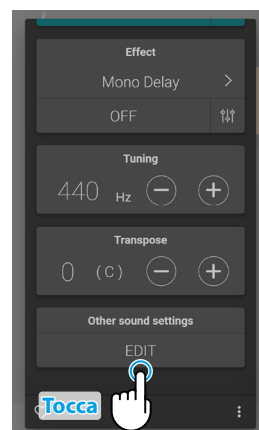 Effect
Mono Delay
OFF
Tuning
440 Hz
Transpose
0 (C)
Other sound settings
EDIT
Tocca